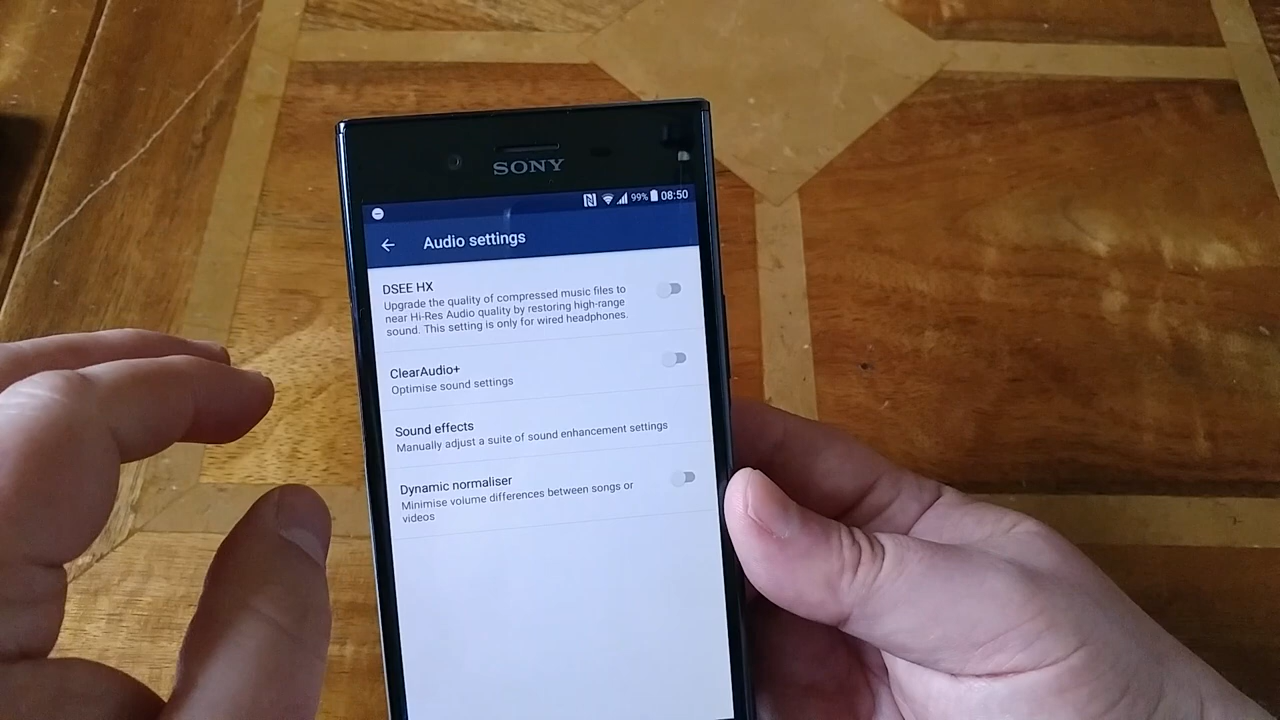 SONY
99% 08:50
Audio settings
DSEE HX
Upgrade the quality of compressed music files to
near Hi-Res Audio quality by restoring high-range
sound. This setting is only for wired headphones.
ClearAudio+
Optimise sound settings
Sound effects
Manually adjust a suite of sound enhancement settings
Dynamic normaliser
Minimise volume differences between songs or
videos